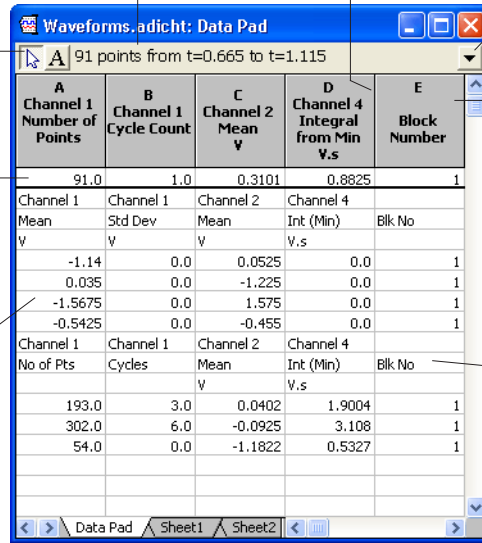 Waveforms.adicht: Data Pad
A 91 points from t=0.665 to t=1.115
A Channel 1 Number of Points B Channel 1 Cycle Count C Channel 2 Mean V D Channel 4 Integral from Min V.s E Block Number
91.0 1.0 0.3101 0.8825 1
Channel 1 Channel 1 Channel 2 Channel 4
Mean Std Dev Mean Int (Min) Blk No
V V V V.s
-1.14 0.0 0.0525 0.0 1
0.035 0.0 -1.225 0.0 1
-1.5675 0.0 1.575 0.0 1
-0.5425 0.0 -0.455 0.0 1
Channel 1 Channel 1 Channel 2 Channel 4
No of Pts Cycles Mean Int (Min) Blk No
V V.s
193.0 3.0 0.0402 1.9004 1
302.0 6.0 -0.0925 3.108 1
54.0 0.0 -1.1822 0.5327 1
Data Pad Sheet1 Sheet2